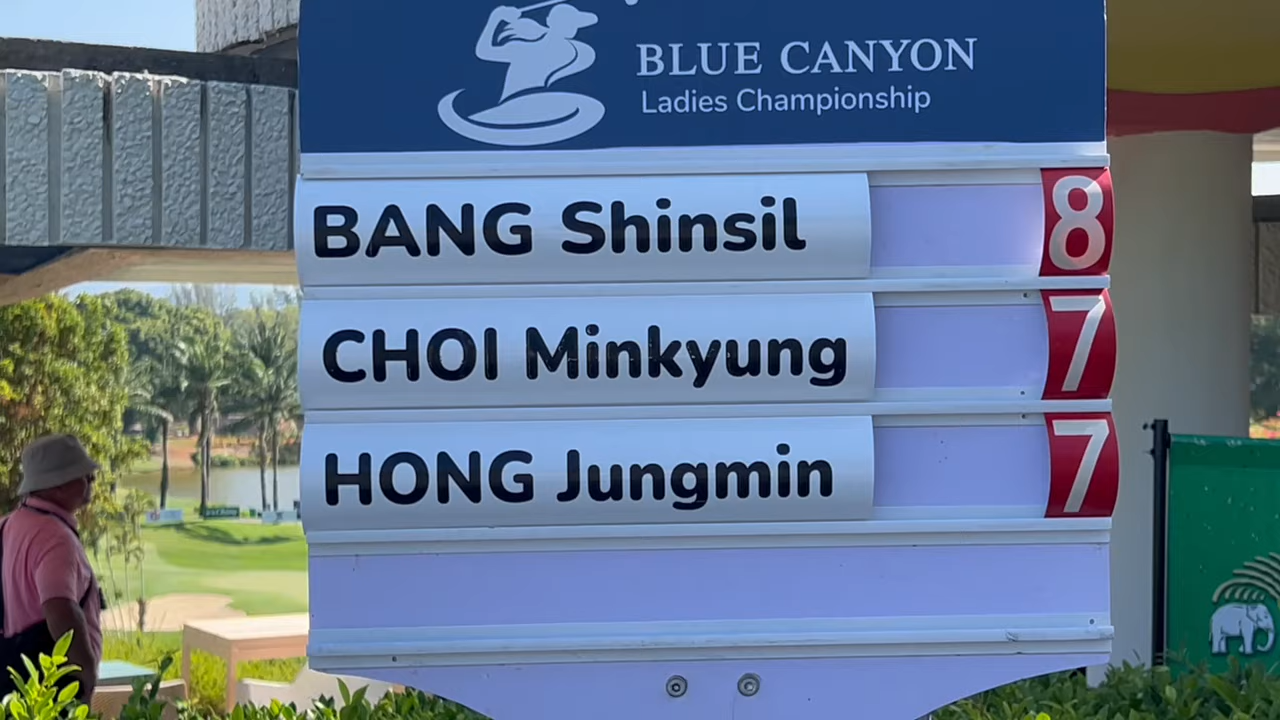 BLUE CANYON
Ladies Championship
BANG Shinsil 8
CHOI Minkyung 7
HONG Jungmin 7